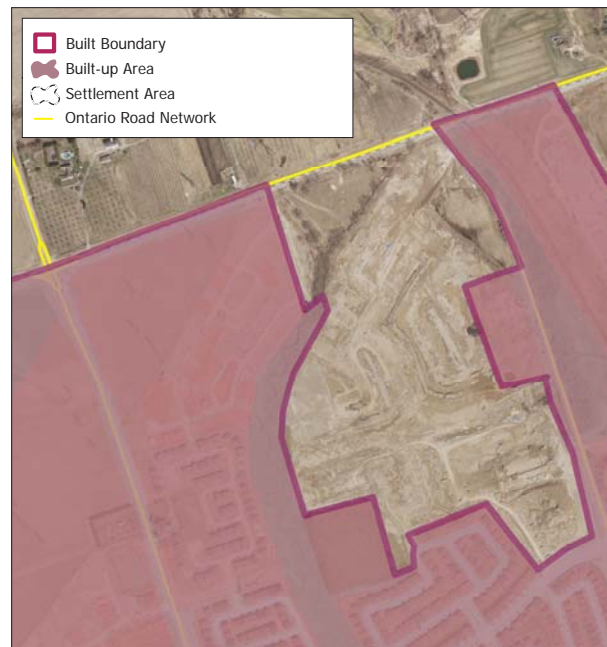 Built Boundary
Built-up Area
Settlement Area
Ontario Road Network